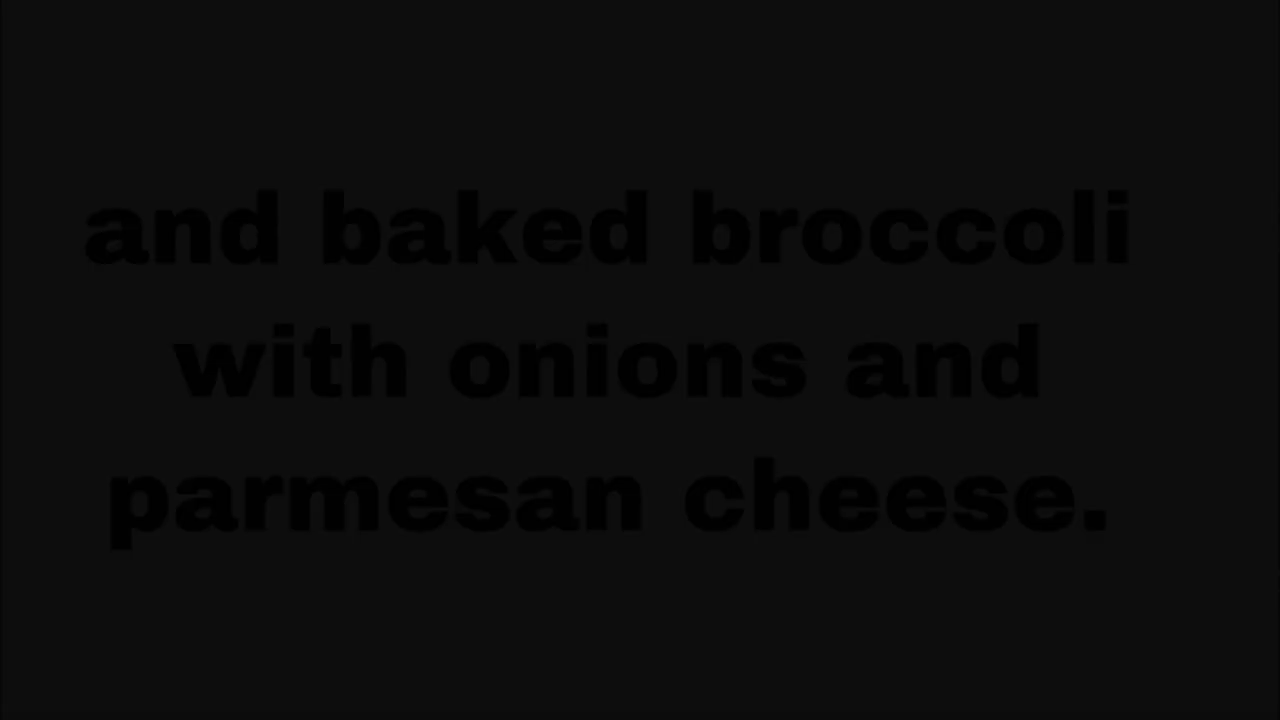 and baked broccoli
with onions and
parmesan cheese.